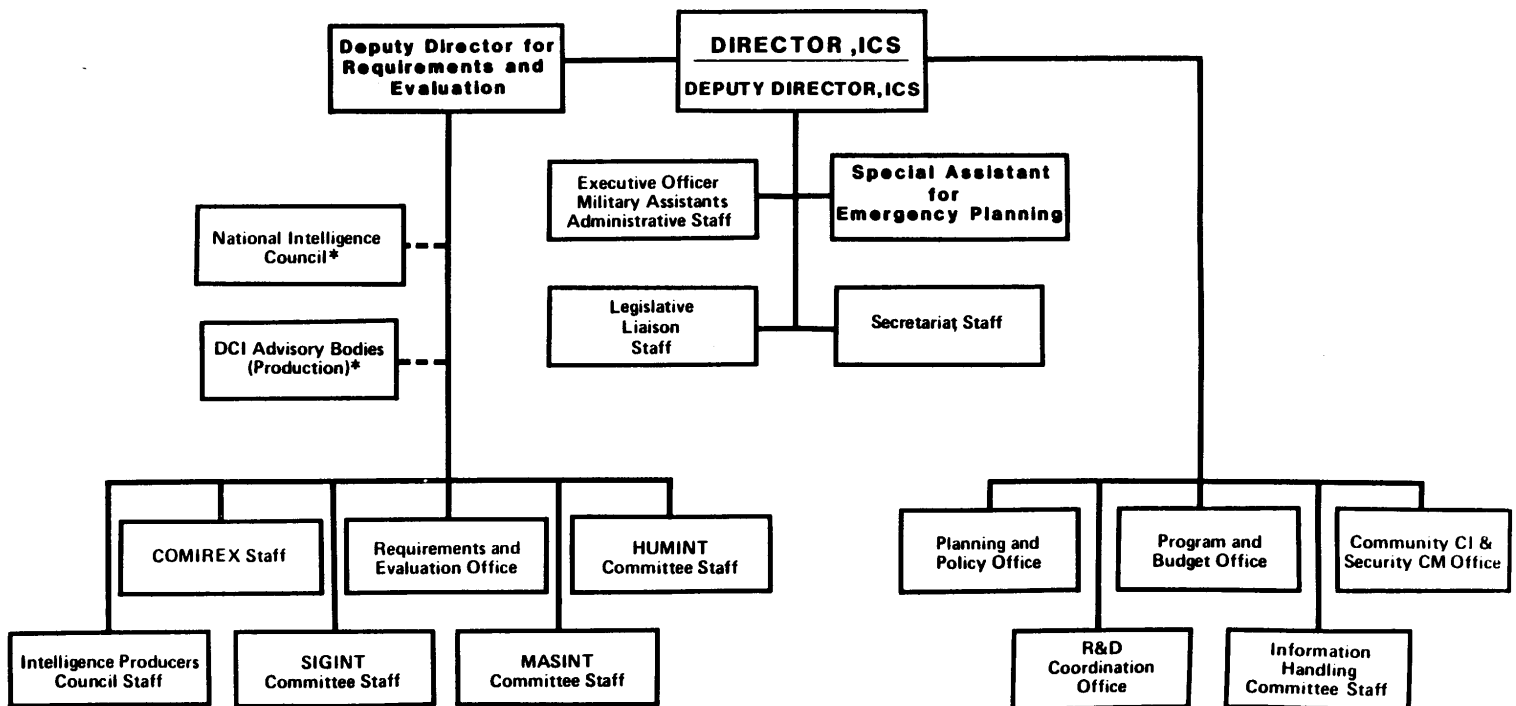 Deputy Director for
Requirements and
Evaluation
DIRECTOR ,ICS
DEPUTY DIRECTOR,ICS
Executive Officer
Military Assistants
Administrative Staff
Special Assistant
for
Emergency Planning
National Intelligence
Council*
Legislative
Liaison
Staff
Secretariat Staff
DCI Advisory Bodies
(Production)*
COMIREX Staff
Requirements and
Evaluation Office
HUMINT
Committee Staff
Planning and
Policy Office
Program and
Budget Office
Community CI &
Security CM Office
Intelligence Producers
Council Staff
SIGINT
Committee Staff
MASINT
Committee Staff
R&D
Coordination
Office
Information
Handling
Committee Staff